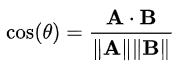 cos(θ) = A · B / ‖A‖‖B‖